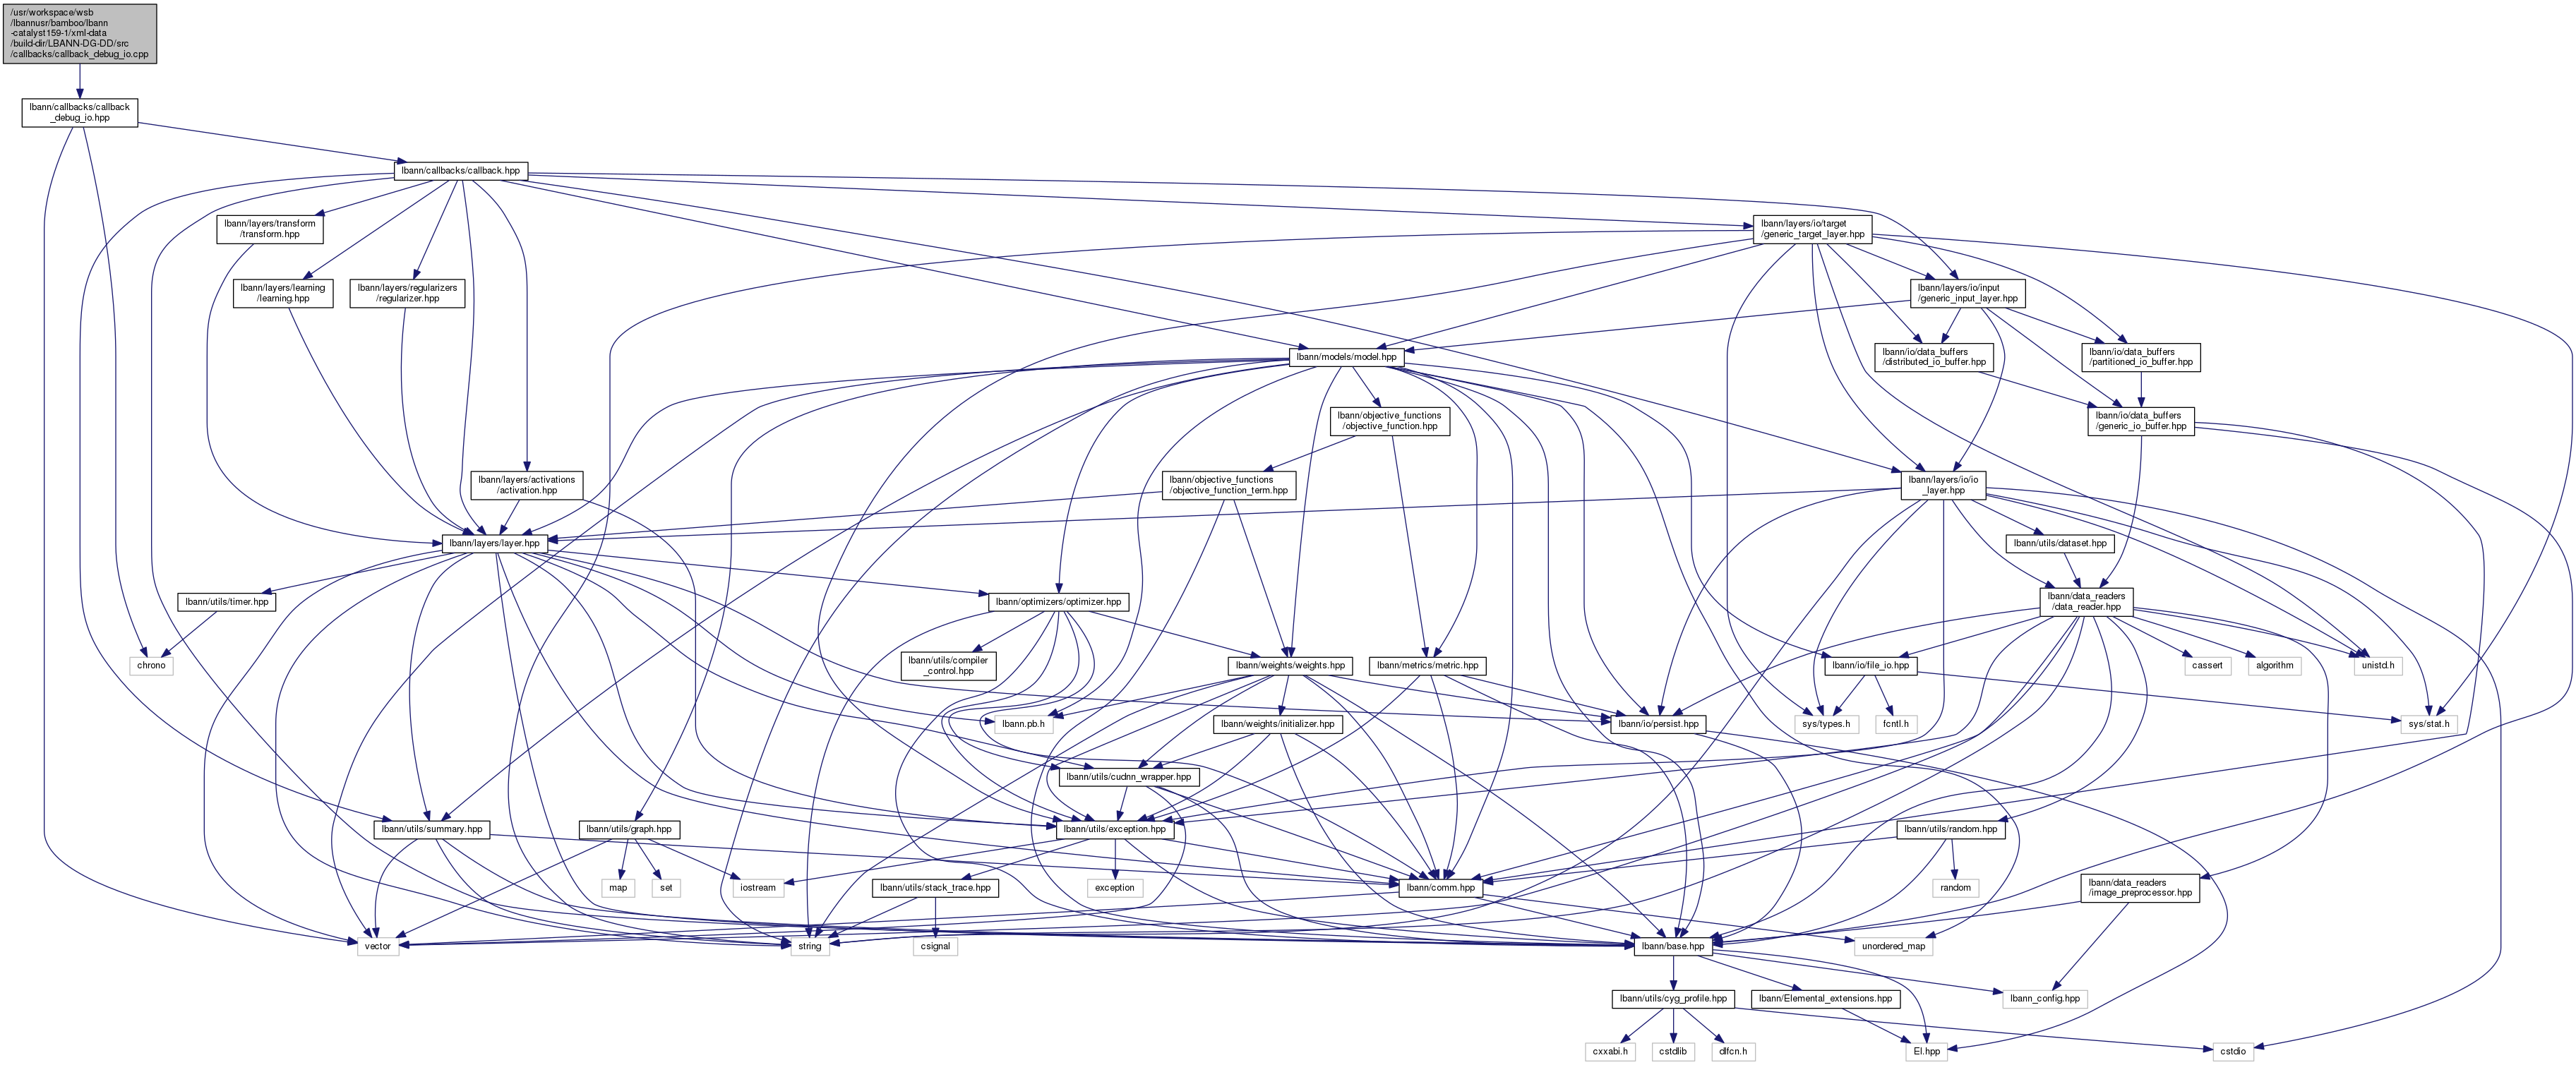 /usr/workspace/wsb
/lbannusr/bamboo/lbann
-catalyst159-1/xml-data
/build-dir/LBANN-DG-DD/src
/callbacks/callback_debug_io.cpp
lbann/callbacks/callback
_debug_io.hpp
lbann/callbacks/callback.hpp
lbann/layers/transform
/transform.hpp
lbann/layers/io/target
/generic_target_layer.hpp
lbann/layers/learning
/learning.hpp
lbann/layers/regularizers
/regularizer.hpp
lbann/layers/io/input
/generic_input_layer.hpp
lbann/models/model.hpp
lbann/io/data_buffers
/distributed_io_buffer.hpp
lbann/io/data_buffers
/partitioned_io_buffer.hpp
lbann/objective_functions
/objective_function.hpp
lbann/io/data_buffers
/generic_io_buffer.hpp
lbann/layers/activations
/activation.hpp
lbann/objective_functions
/objective_function_term.hpp
lbann/layers/io/io
_layer.hpp
lbann/layers/layer.hpp
lbann/utils/dataset.hpp
lbann/utils/timer.hpp
lbann/optimizers/optimizer.hpp
lbann/data_readers
/data_reader.hpp
chrono
lbann/utils/compiler
_control.hpp
lbann/weights/weights.hpp
lbann/metrics/metric.hpp
lbann/io/file_io.hpp
cassert
algorithm
unistd.h
lbann.pb.h
lbann/weights/initializer.hpp
lbann/io/persist.hpp
sys/types.h
fcntl.h
sys/stat.h
lbann/utils/cudnn_wrapper.hpp
lbann/utils/summary.hpp
lbann/utils/graph.hpp
lbann/utils/exception.hpp
lbann/utils/random.hpp
map
set
iostream
lbann/utils/stack_trace.hpp
exception
lbann/comm.hpp
random
lbann/data_readers
/image_preprocessor.hpp
vector
string
csignal
lbann/base.hpp
unordered_map
lbann/utils/cyg_profile.hpp
lbann/Elemental_extensions.hpp
lbann_config.hpp
cxxabi.h
cstdlib
dlfcn.h
El.hpp
cstdio